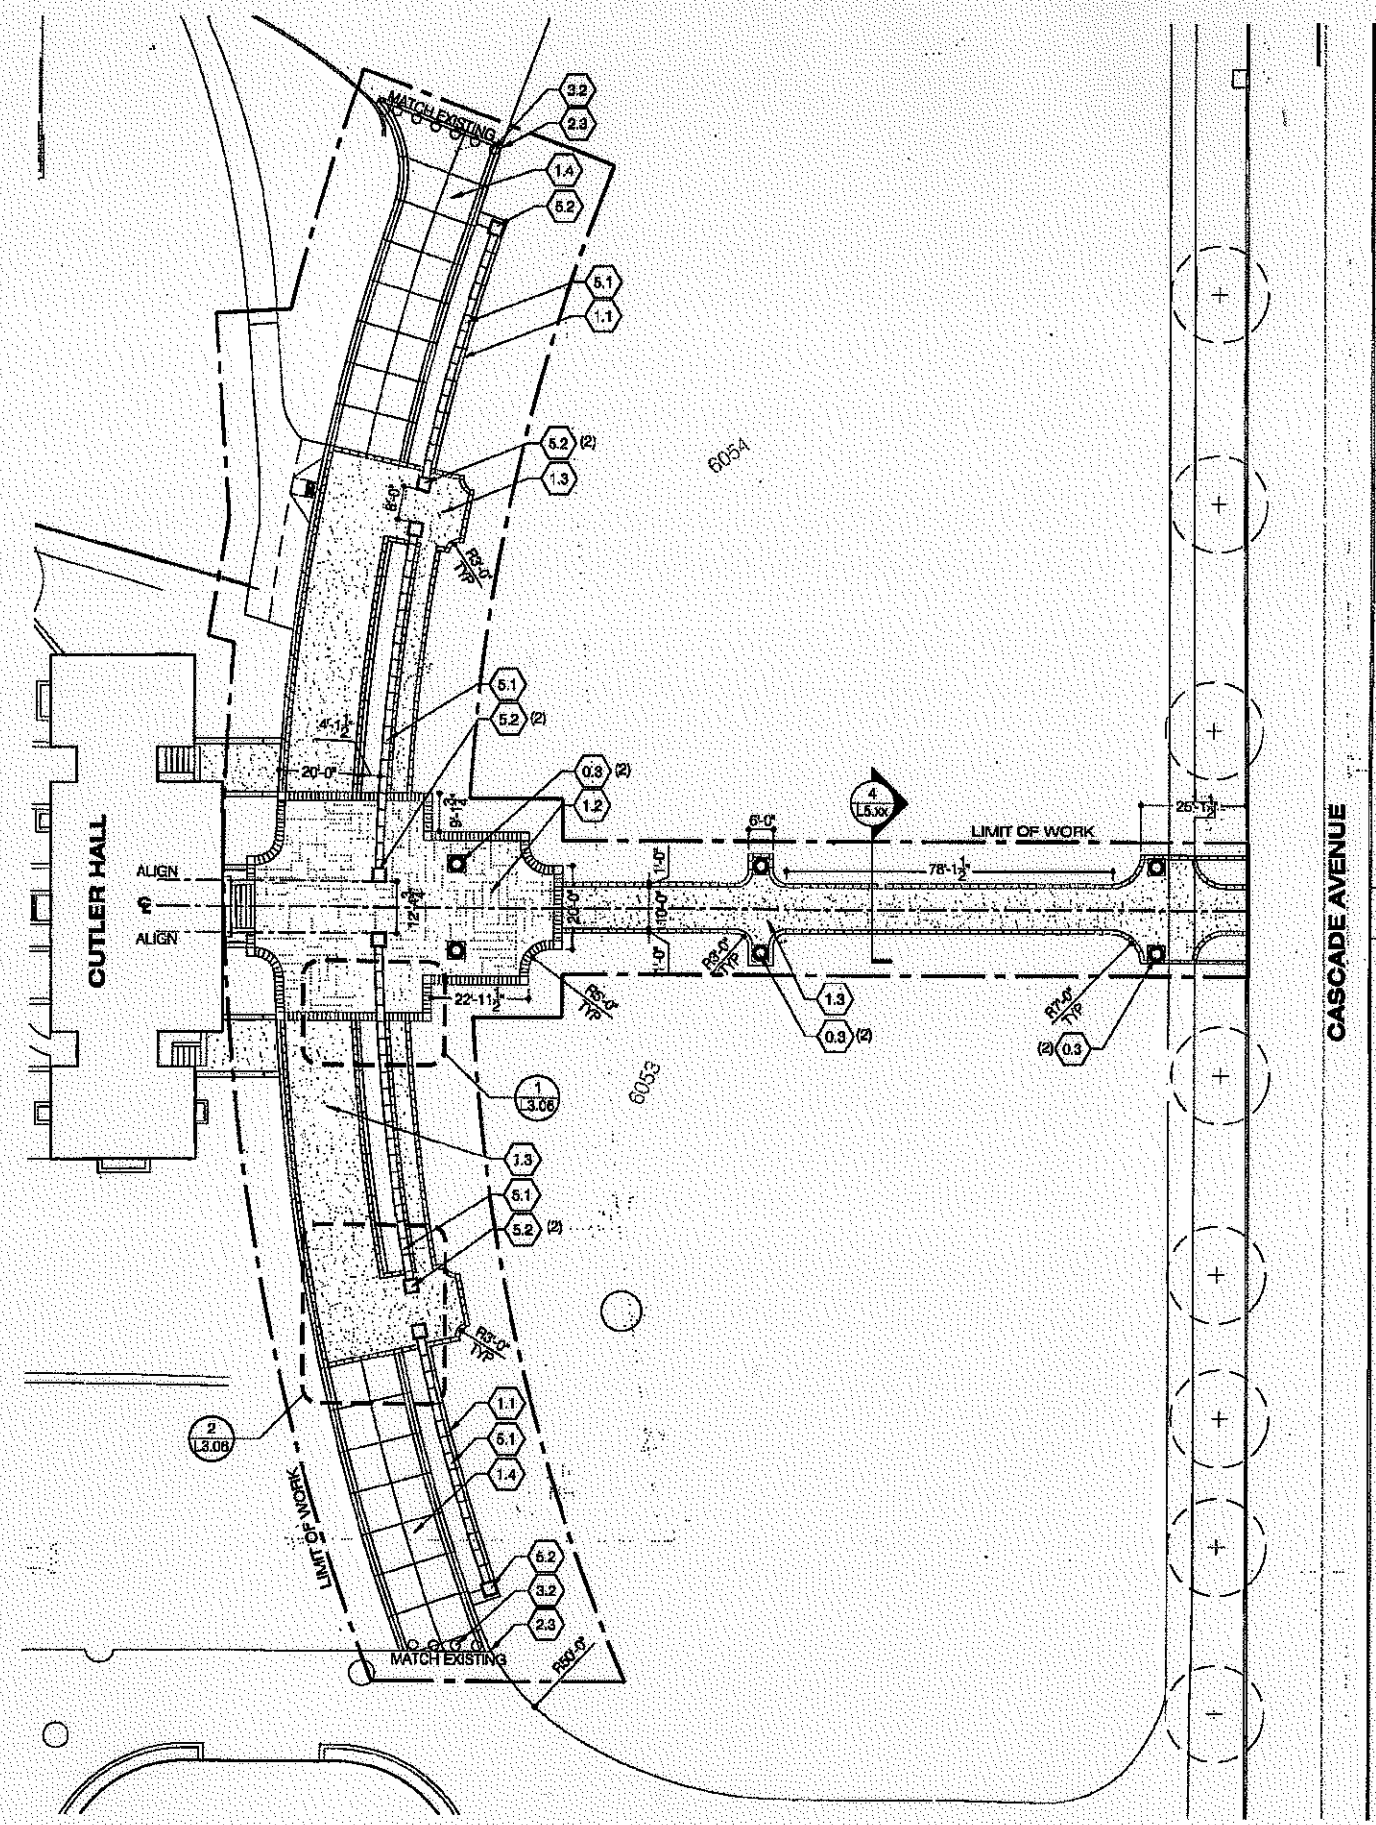 MATCH EXISTING
3.2
2.3
1.4
5.2
5.1
1.1
5.2 (2)
1.3
6'-0"
R3'-0"
TYP
6054
5.1
5.2 (2)
4'-1½"
20'-0"
0.3 (2)
1.2
4
L5.xx
6'-0"
LIMIT OF WORK
1'-0"
78'-1½"
CUTLER HALL
ALIGN
℄
ALIGN
20'-0"
10'-0"
1'-0"
22'-11½"
R5'-0"
TYP
R3'-0"
TYP
R7'-0"
TYP
1.3
0.3 (2)
(2) 0.3
CASCADE AVENUE
6053
1
L3.06
1.3
5.1
5.2 (2)
R3'-0"
TYP
1.1
5.1
1.4
2
L3.06
LIMIT OF WORK
5.2
3.2
2.3
MATCH EXISTING
R50'-0"